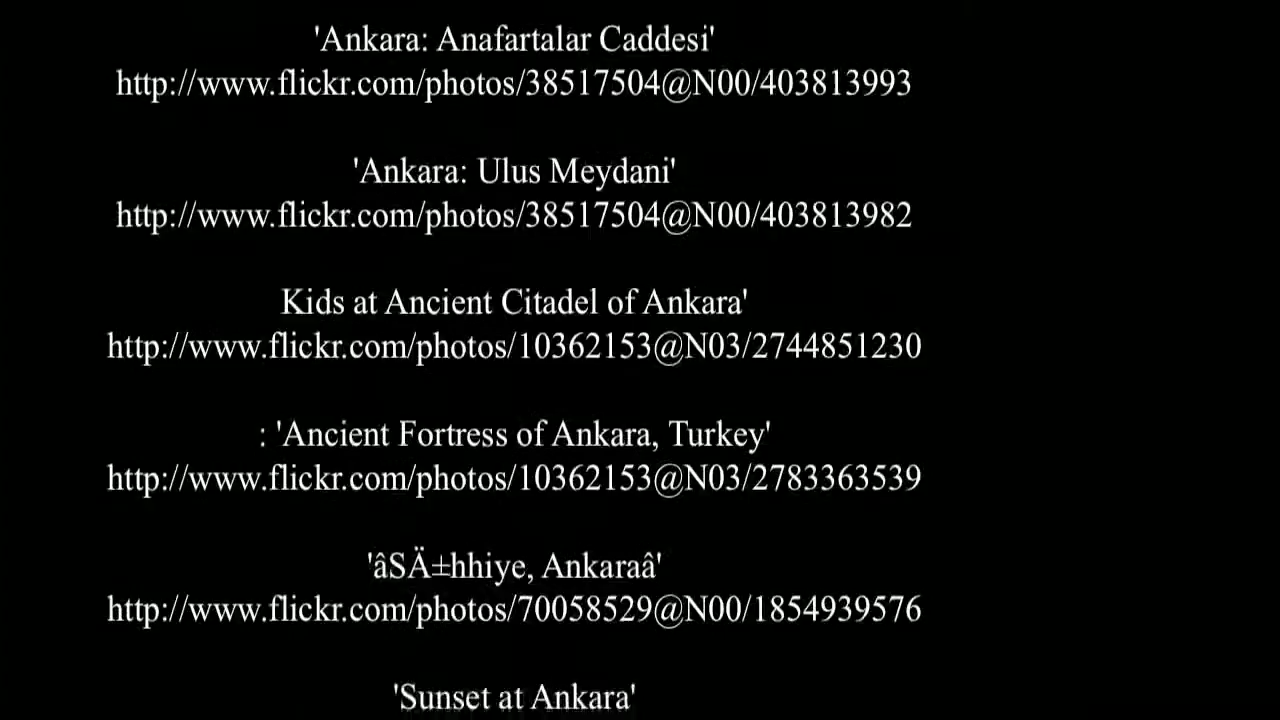 'Ankara: Anafartalar Caddesi'
http://www.flickr.com/photos/38517504@N00/403813993
'Ankara: Ulus Meydani'
http://www.flickr.com/photos/38517504@N00/403813982
Kids at Ancient Citadel of Ankara'
http://www.flickr.com/photos/10362153@N03/2744851230
: 'Ancient Fortress of Ankara, Turkey'
http://www.flickr.com/photos/10362153@N03/2783363539
'âSÄ±hhiye, Ankaraâ'
http://www.flickr.com/photos/70058529@N00/1854939576
'Sunset at Ankara'